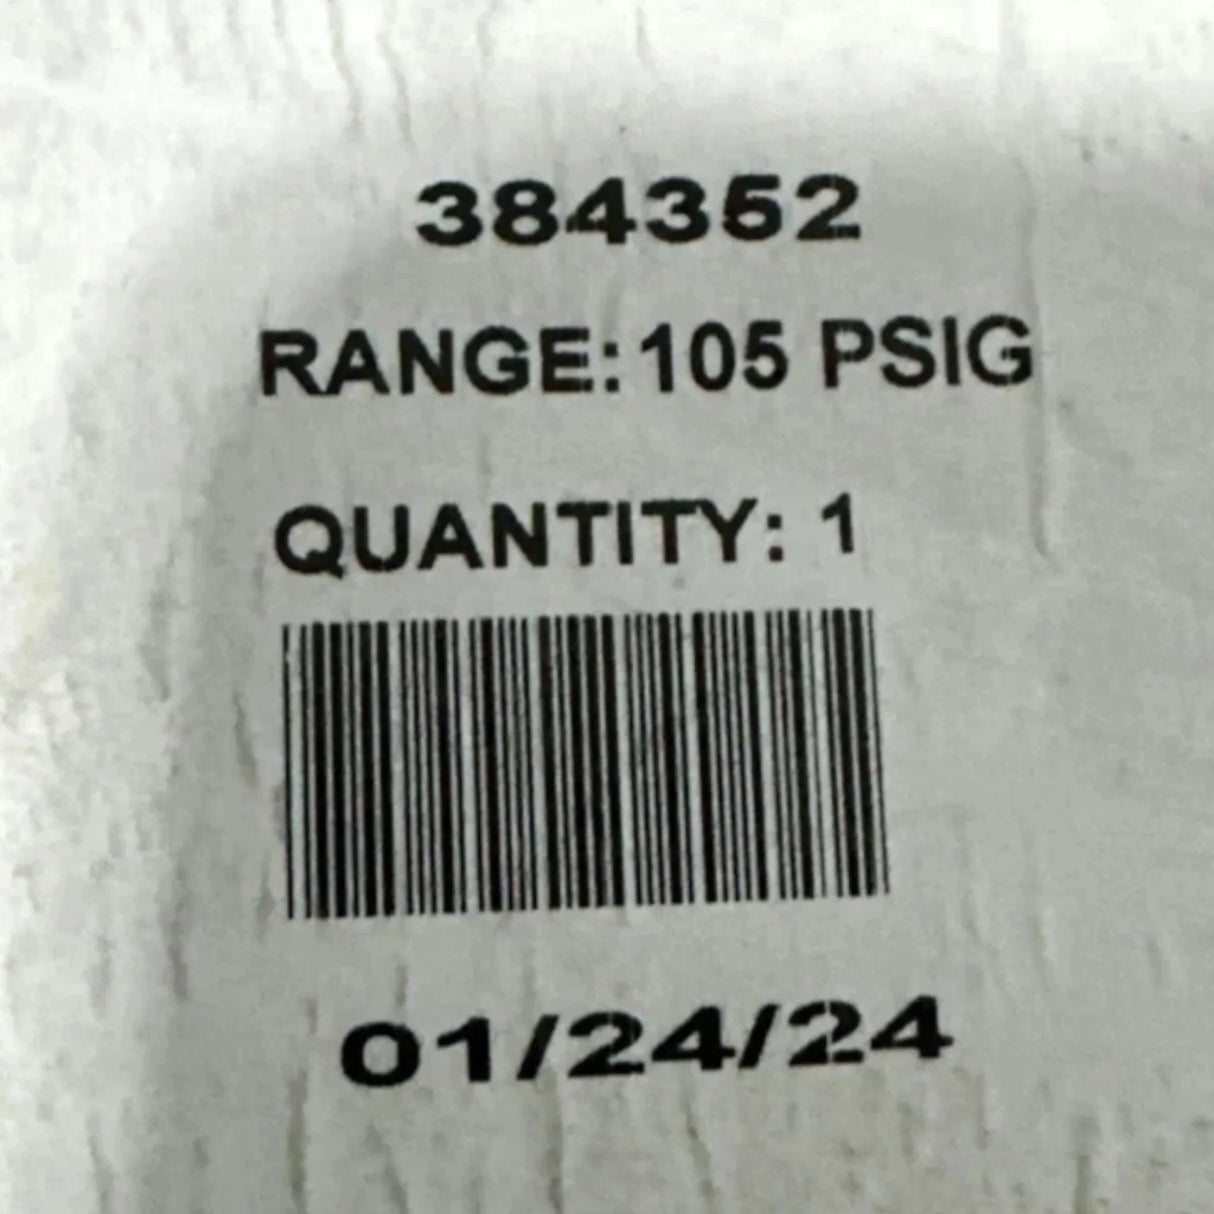 384352
RANGE: 105 PSIG
QUANTITY: 1
01/24/24